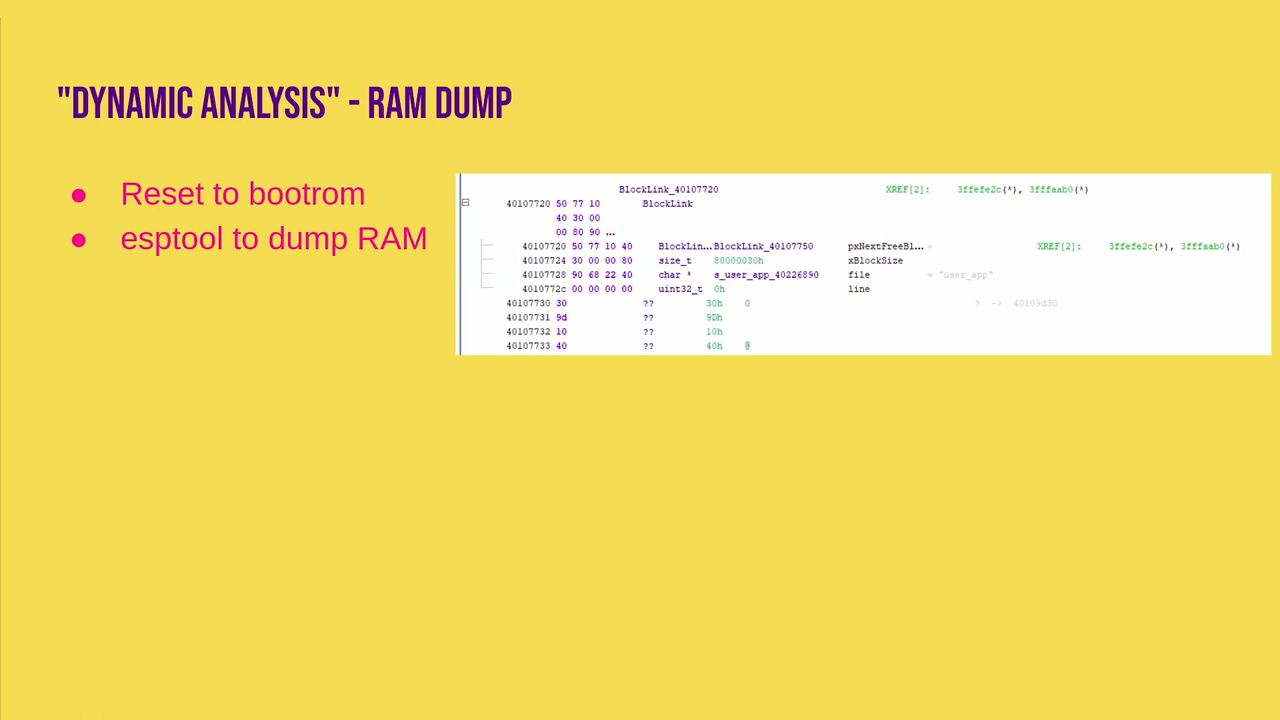 "DYNAMIC ANALYSIS" - RAM DUMP
● Reset to bootrom
● esptool to dump RAM
BlockLink_40107720 XREF[2]: 3ffefe2c(*), 3fffaab0(*)
40107720 50 77 10 BlockLink
40 30 00
00 80 90 ...
40107720 50 77 10 40 BlockLin...BlockLink_40107750 pxNextFreeBl... = XREF[2]: 3ffefe2c(*), 3fffaab0(*)
40107724 30 00 00 80 size_t 80000030h xBlockSize
40107728 90 68 22 40 char * s_user_app_40226890 file = "user_app"
4010772c 00 00 00 00 uint32_t 0h line
40107730 30 ?? 30h 0 ? -> 40109d30
40107731 9d ?? 9Dh
40107732 10 ?? 10h
40107733 40 ?? 40h @